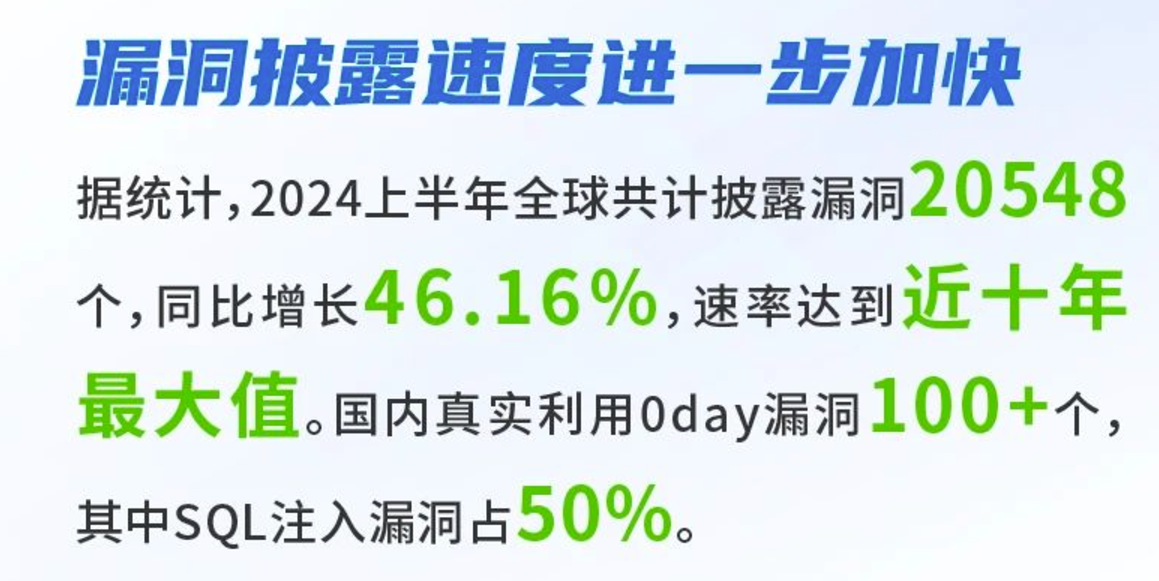 漏洞披露速度进一步加快
据统计,2024上半年全球共计披露漏洞20548
个,同比增长46.16%,速率达到近十年
最大值。国内真实利用0day漏洞100+个,
其中SQL注入漏洞占50%。